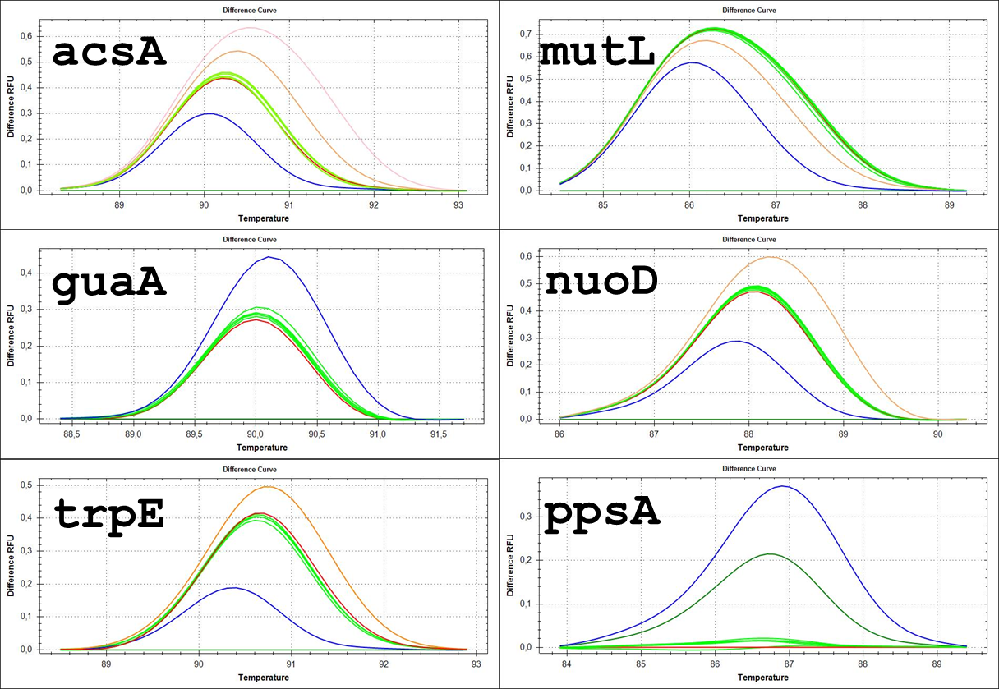 Difference Curve
acsA
Difference RFU
0,6
0,5
0,4
0,3
0,2
0,1
0,0
89 90 91 92 93
Temperature
Difference Curve
mutL
Difference RFU
0,7
0,6
0,5
0,4
0,3
0,2
0,1
0,0
85 86 87 88 89
Temperature
Difference Curve
guaA
Difference RFU
0,4
0,3
0,2
0,1
0,0
88,5 89,0 89,5 90,0 90,5 91,0 91,5
Temperature
Difference Curve
nuoD
Difference RFU
0,6
0,5
0,4
0,3
0,2
0,1
0,0
86 87 88 89 90
Temperature
Difference Curve
trpE
Difference RFU
0,5
0,4
0,3
0,2
0,1
0,0
89 90 91 92 93
Temperature
Difference Curve
ppsA
Difference RFU
0,3
0,2
0,1
0,0
84 85 86 87 88 89
Temperature